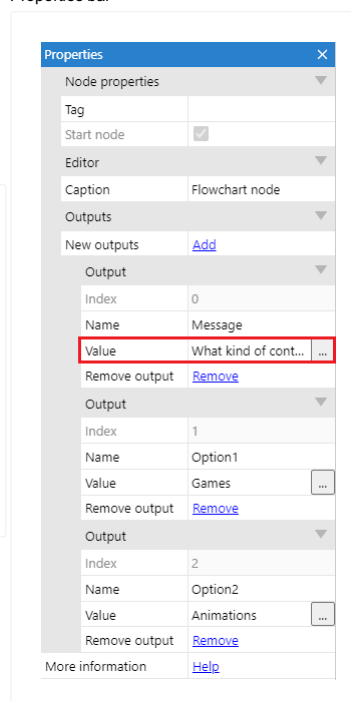 Properties
Node properties
Tag
Start node
Editor
Caption Flowchart node
Outputs
New outputs Add
Output
Index 0
Name Message
Value What kind of cont... ...
Remove output Remove
Output
Index 1
Name Option1
Value Games ...
Remove output Remove
Output
Index 2
Name Option2
Value Animations ...
Remove output Remove
More information Help